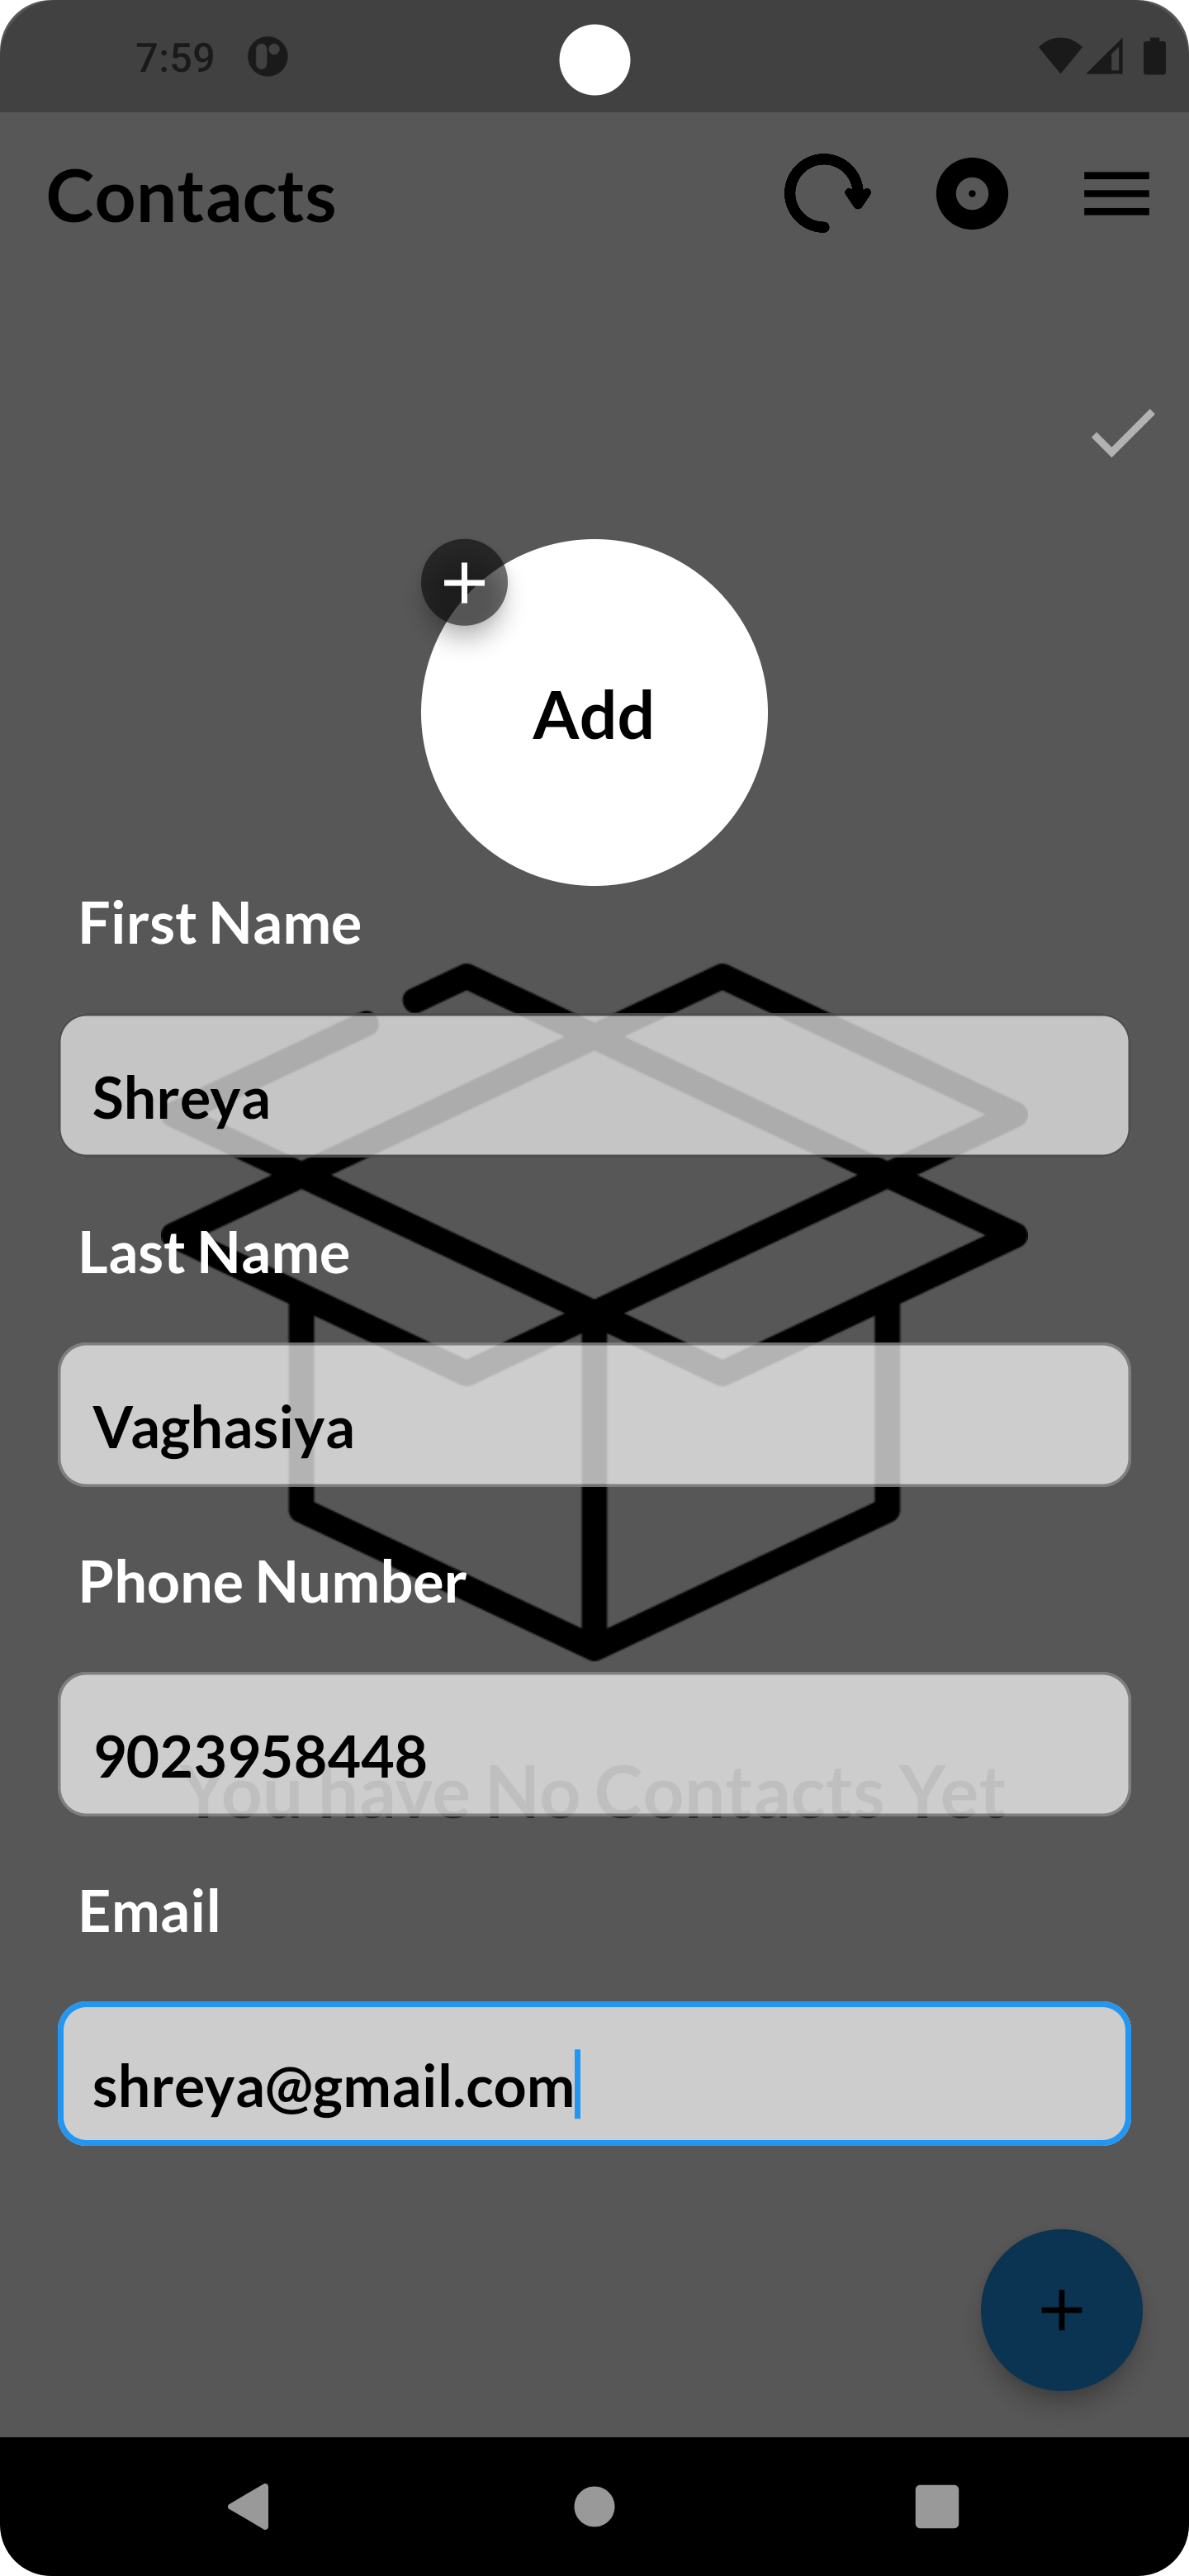 7:59
Contacts
Add
First Name
Shreya
Last Name
Vaghasiya
Phone Number
9023958448
You have No Contacts Yet
Email
shreya@gmail.com